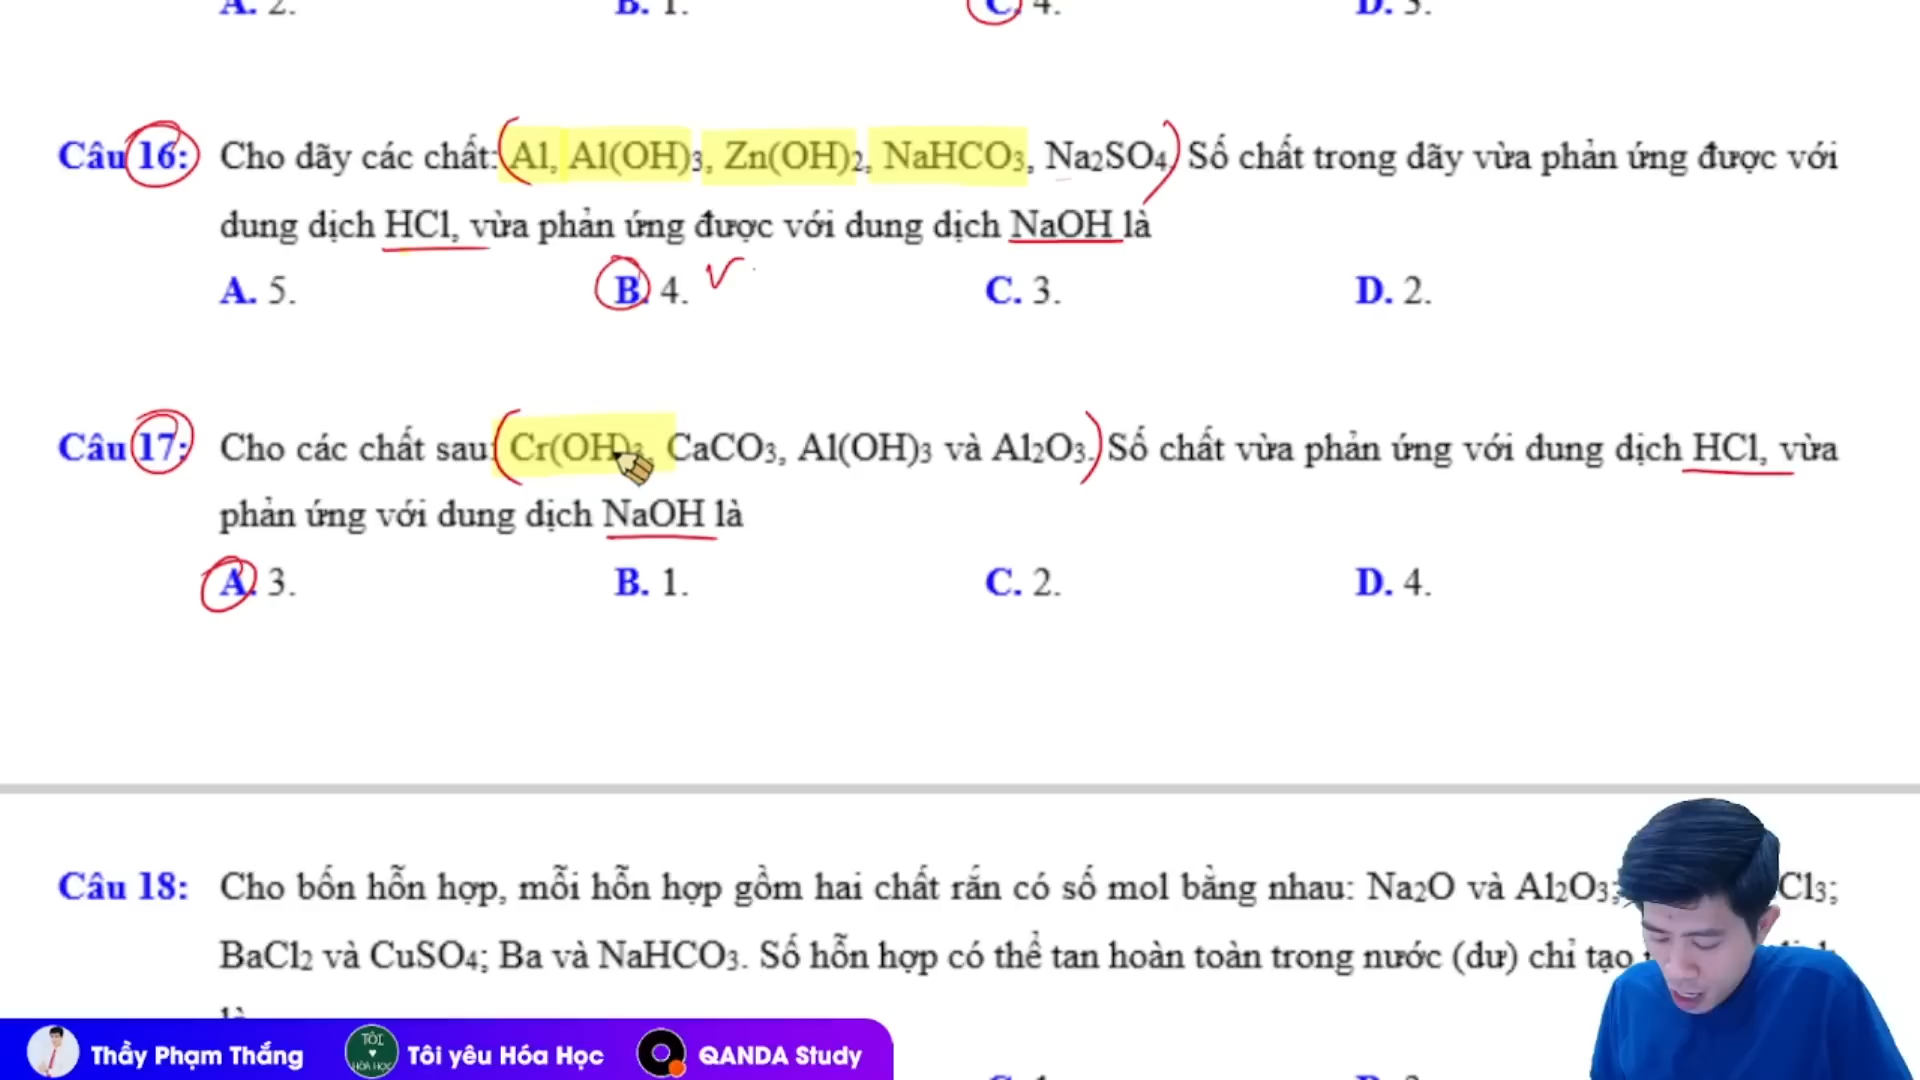 A. 2. B. 1. C. 4. D. 3.
Câu 16: Cho dãy các chất: Al, Al(OH)3, Zn(OH)2, NaHCO3, Na2SO4. Số chất trong dãy vừa phản ứng được với
dung dịch HCl, vừa phản ứng được với dung dịch NaOH là
A. 5. B. 4. C. 3. D. 2.
Câu 17: Cho các chất sau: Cr(OH)3, CaCO3, Al(OH)3 và Al2O3. Số chất vừa phản ứng với dung dịch HCl, vừa
phản ứng với dung dịch NaOH là
A. 3. B. 1. C. 2. D. 4.
Câu 18: Cho bốn hỗn hợp, mỗi hỗn hợp gồm hai chất rắn có số mol bằng nhau: Na2O và Al2O3; Cl3;
BaCl2 và CuSO4; Ba và NaHCO3. Số hỗn hợp có thể tan hoàn toàn trong nước (dư) chỉ tạo
là
Thầy Phạm Thắng TÔI YÊU HÓA HỌC Tôi yêu Hóa Học QANDA Study